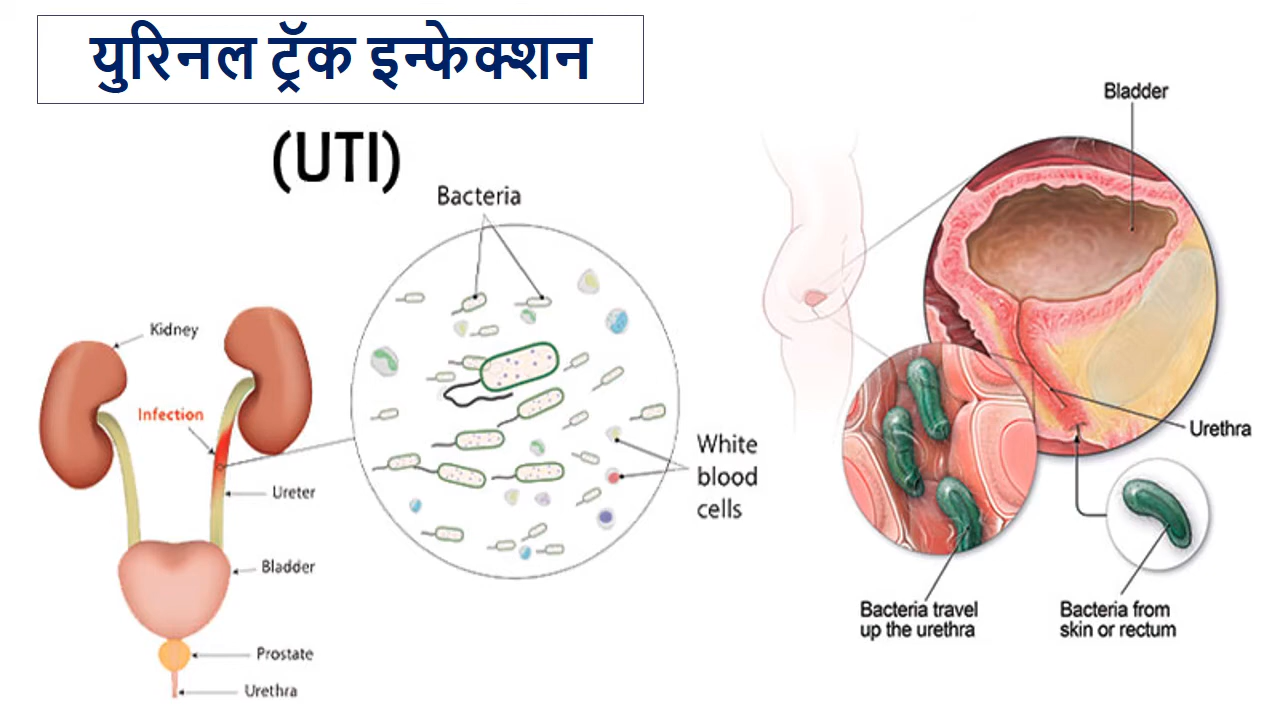 युरिनल ट्रॅक इन्फेक्शन
(UTI)
Bacteria
Kidney
Infection
Ureter
Bladder
Prostate
Urethra
White
blood
cells
Bladder
Urethra
Bacteria travel
up the urethra
Bacteria from
skin or rectum